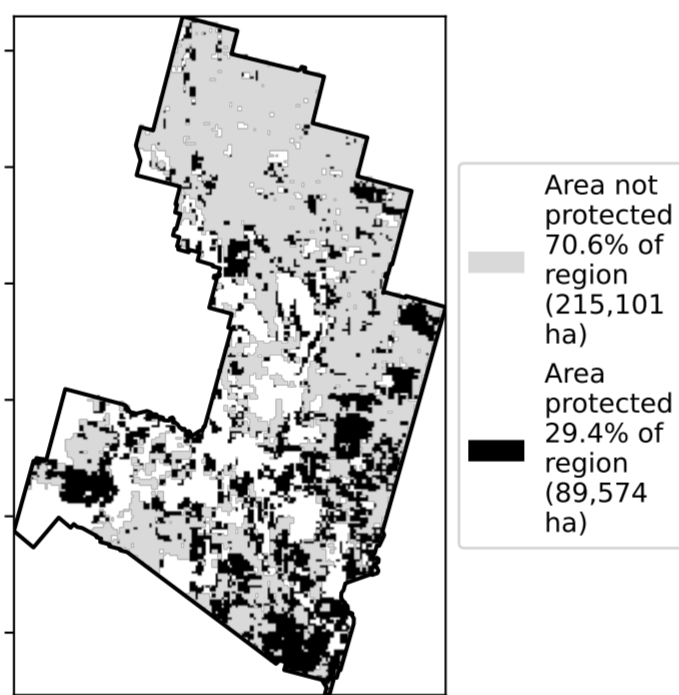 Area not
protected
70.6% of
region
(215,101
ha)
Area
protected
29.4% of
region
(89,574
ha)